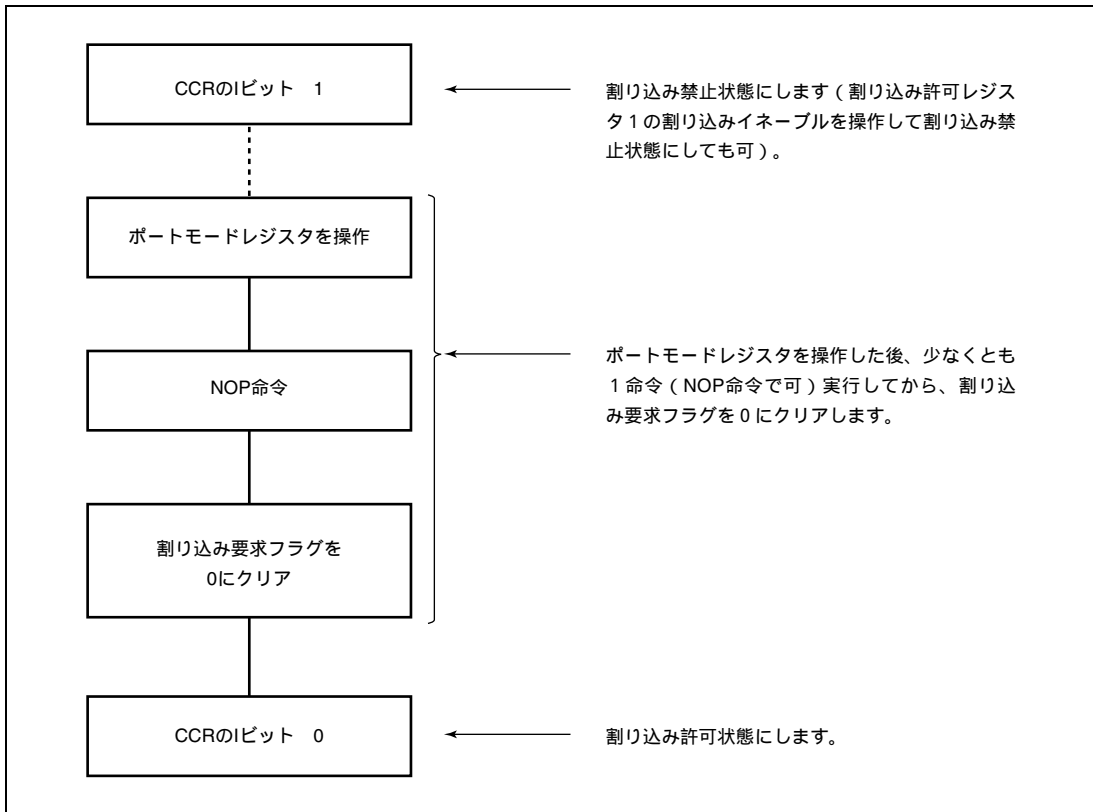 CCRのIビット　1
割り込み禁止状態にします（割り込み許可レジス
タ１の割り込みイネーブルを操作して割り込み禁
止状態にしても可）。
ポートモードレジスタを操作
NOP命令
ポートモードレジスタを操作した後、少なくとも
１命令（NOP命令で可）実行してから、割り込
み要求フラグを０にクリアします。
割り込み要求フラグを
0にクリア
CCRのIビット　0
割り込み許可状態にします。